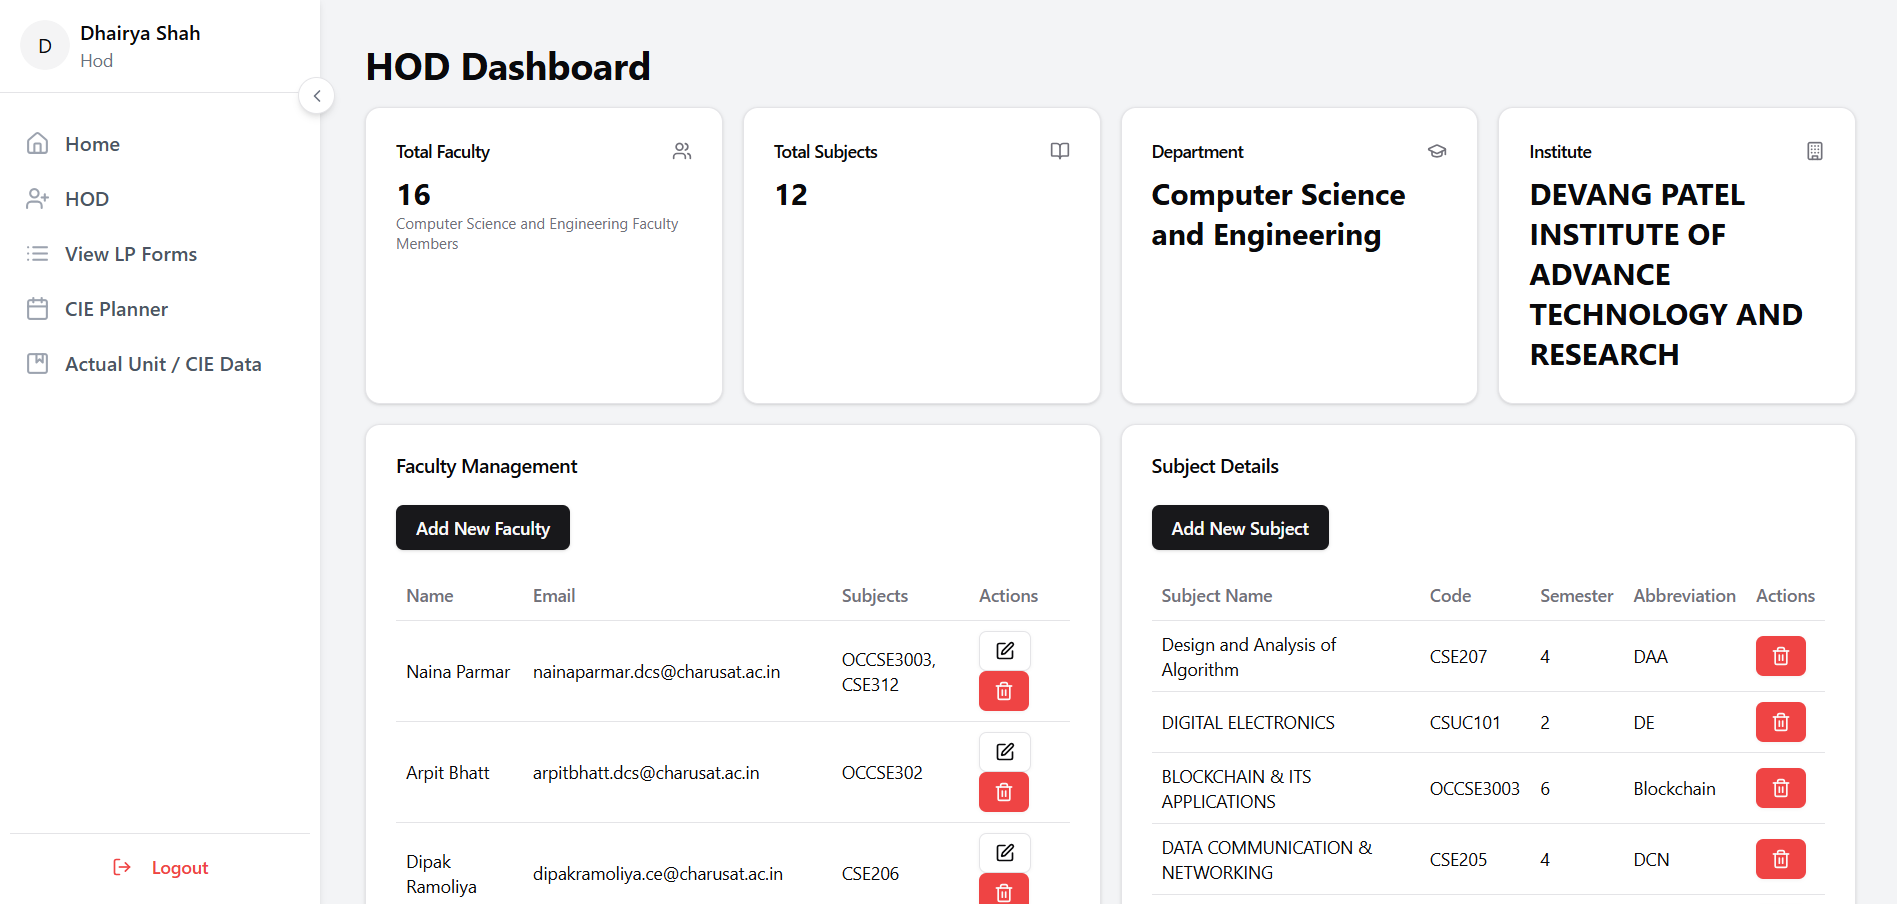 D
Dhairya Shah
Hod
Home
HOD
View LP Forms
CIE Planner
Actual Unit / CIE Data
Logout
HOD Dashboard
Total Faculty
16
Computer Science and Engineering Faculty
Members
Total Subjects
12
Department
Computer Science
and Engineering
Institute
DEVANG PATEL
INSTITUTE OF
ADVANCE
TECHNOLOGY AND
RESEARCH
Faculty Management
Add New Faculty
Name Email Subjects Actions
Naina Parmar nainaparmar.dcs@charusat.ac.in OCCSE3003,
CSE312
Arpit Bhatt arpitbhatt.dcs@charusat.ac.in OCCSE302
Dipak
Ramoliya dipakramoliya.ce@charusat.ac.in CSE206
Subject Details
Add New Subject
Subject Name Code Semester Abbreviation Actions
Design and Analysis of
Algorithm CSE207 4 DAA
DIGITAL ELECTRONICS CSUC101 2 DE
BLOCKCHAIN & ITS
APPLICATIONS OCCSE3003 6 Blockchain
DATA COMMUNICATION &
NETWORKING CSE205 4 DCN